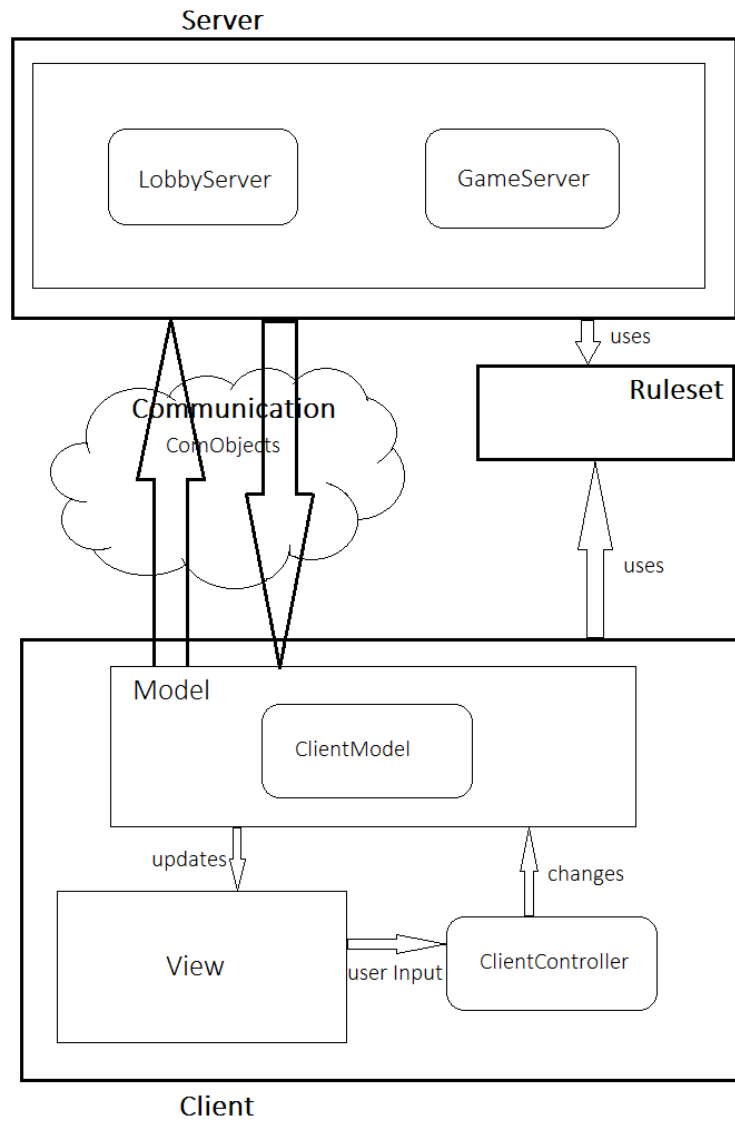 Server
LobbyServer
GameServer
uses
Ruleset
Communication
ComObjects
uses
Model
ClientModel
updates
changes
View
user Input
ClientController
Client